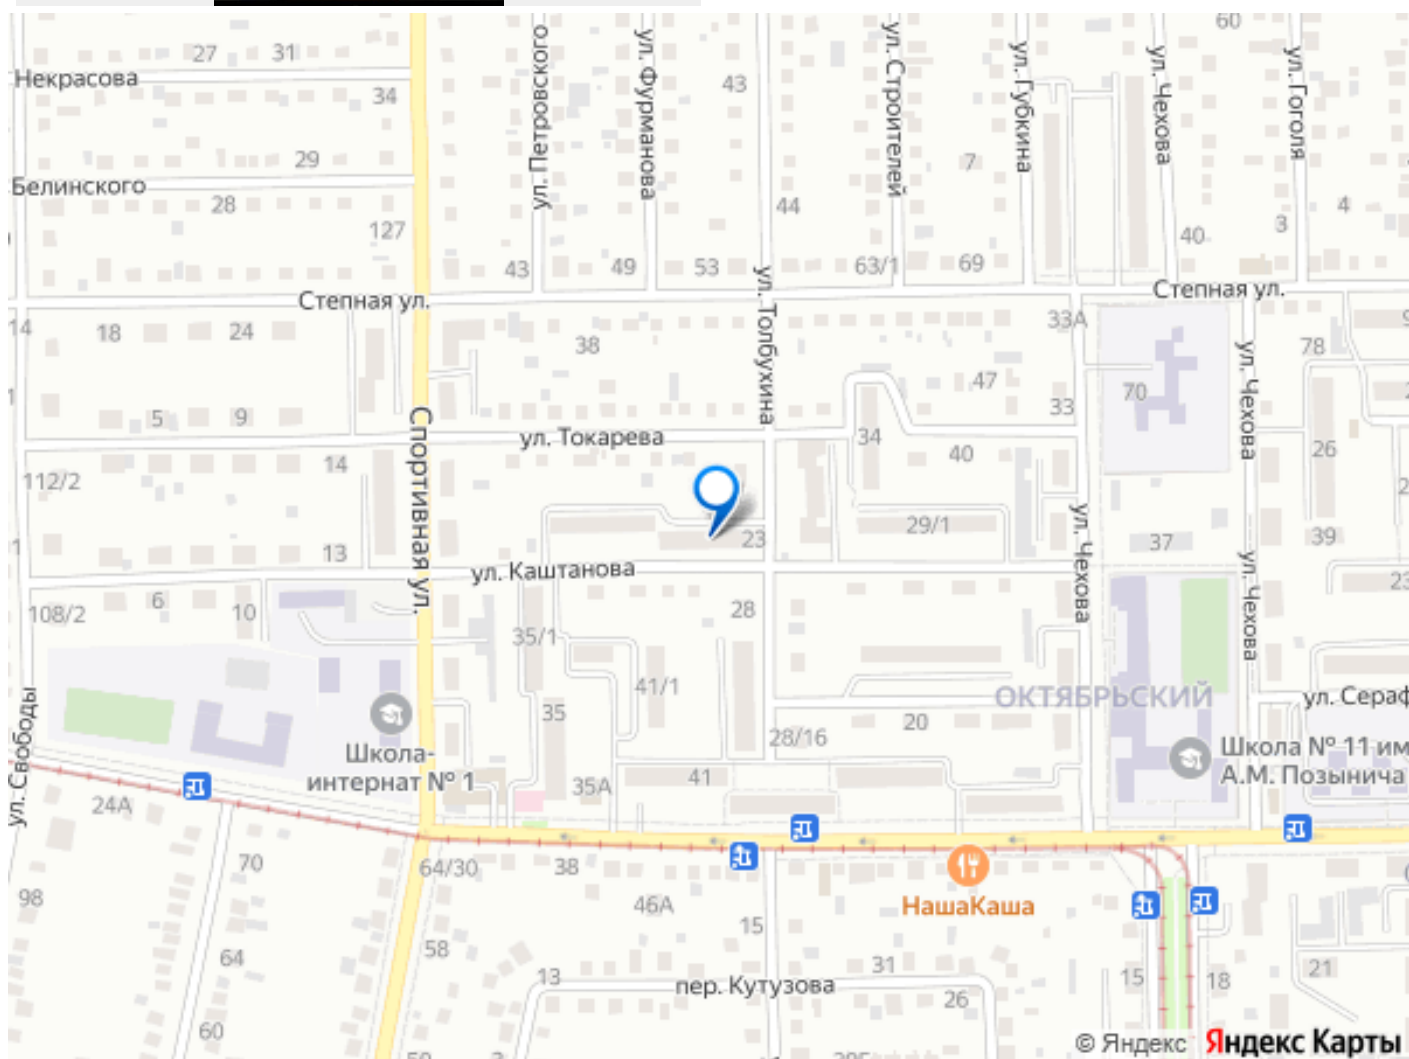 60
27
31
Некрасова
34
ул. Петровского
ул. Фурманова
43
ул. Строителей
ул. Губкина
ул. Чехова
ул. Гоголя
29
7
Белинского
28
44
4
127
3
40
43
49
53
63/1
69
Степная ул.
Степная ул.
14
18
24
38
ул. Толбухина
33А
78
ул. Чехова
47
70
5
9
33
Спортивная ул.
ул. Токарева
34
40
26
14
112/2
29/1
ул. Чехова
37
39
23
13
ул. Каштанова
ул. Чехова
23
108/2
6
10
28
35/1
41/1
ОКТЯБРЬСКИЙ
ул. Сераф
ул. Свободы
35
20
28/16
Школа-
интернат № 1
Школа № 11 им
А.М. Позынича
41
35А
24А
70
64/30
38
98
46А
НашаКаша
15
58
64
13
31
пер. Кутузова
26
15
18
21
60
© Яндекс
Яндекс Карты